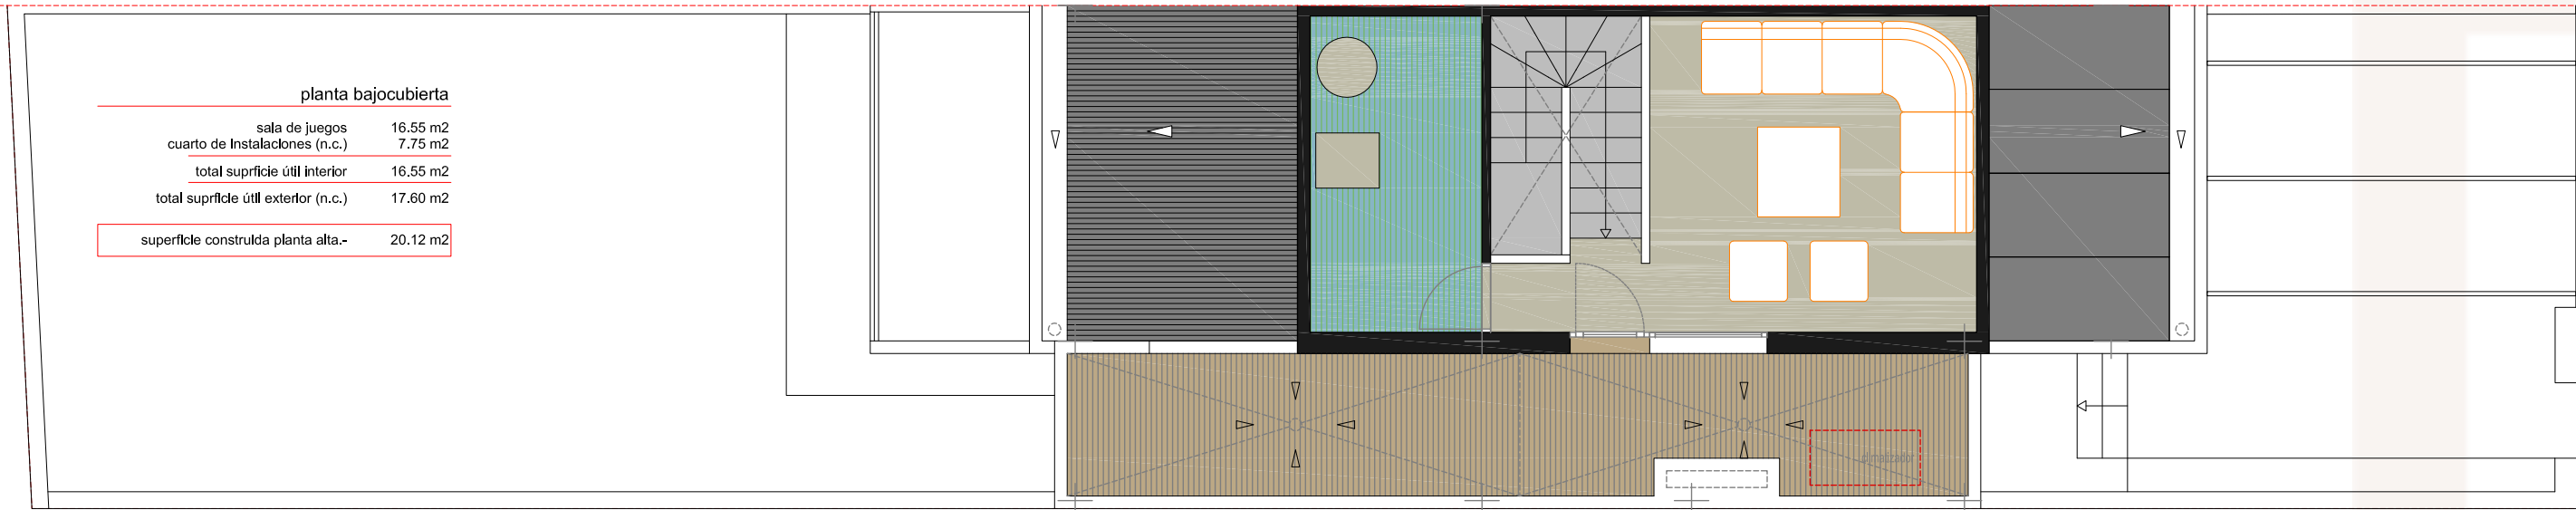 planta bajocubierta
sala de juegos 16.55 m2
cuarto de Instalaciones (n.c.) 7.75 m2
total suprficie útil interior 16,55 m2
total suprficie útil exterior (n.c.) 17.60 m2
superficie construida planta alta.- 20.12 m2
climatizador